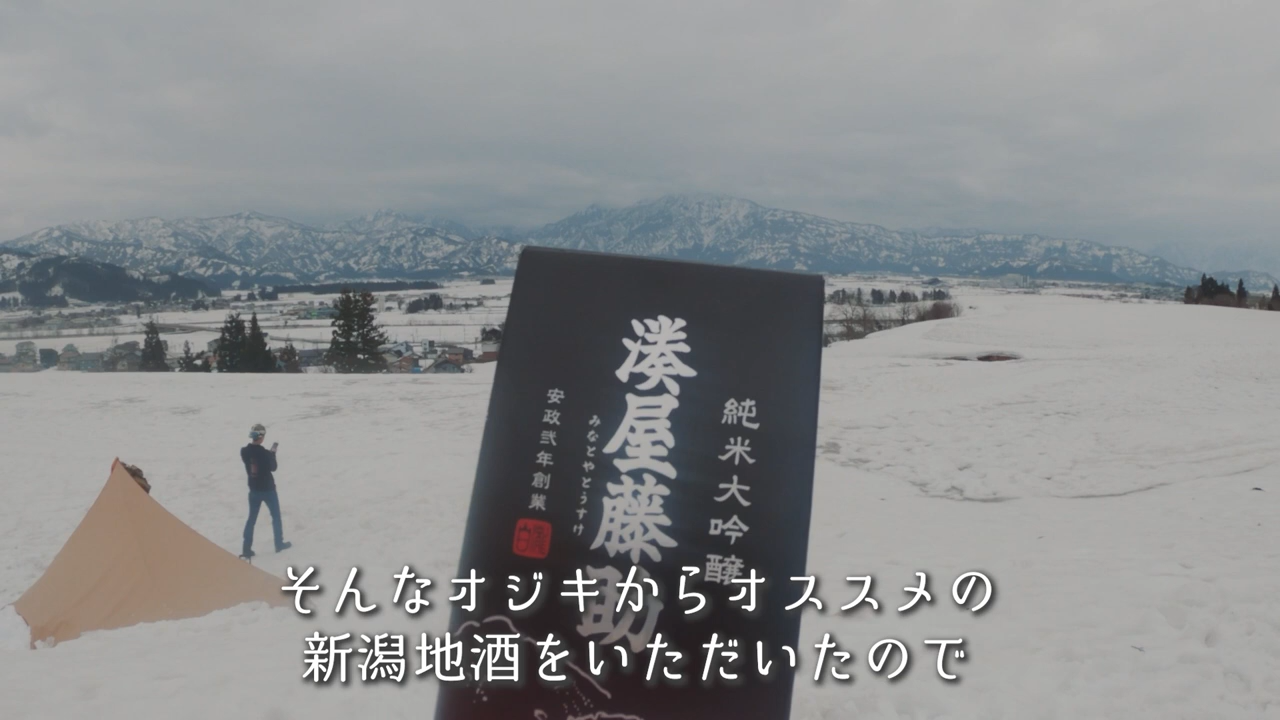 純米大吟醸
湊屋藤助
みなとやとうすけ
安政弐年創業
白瀧
そんなオジキからオススメの
新潟地酒をいただいたので